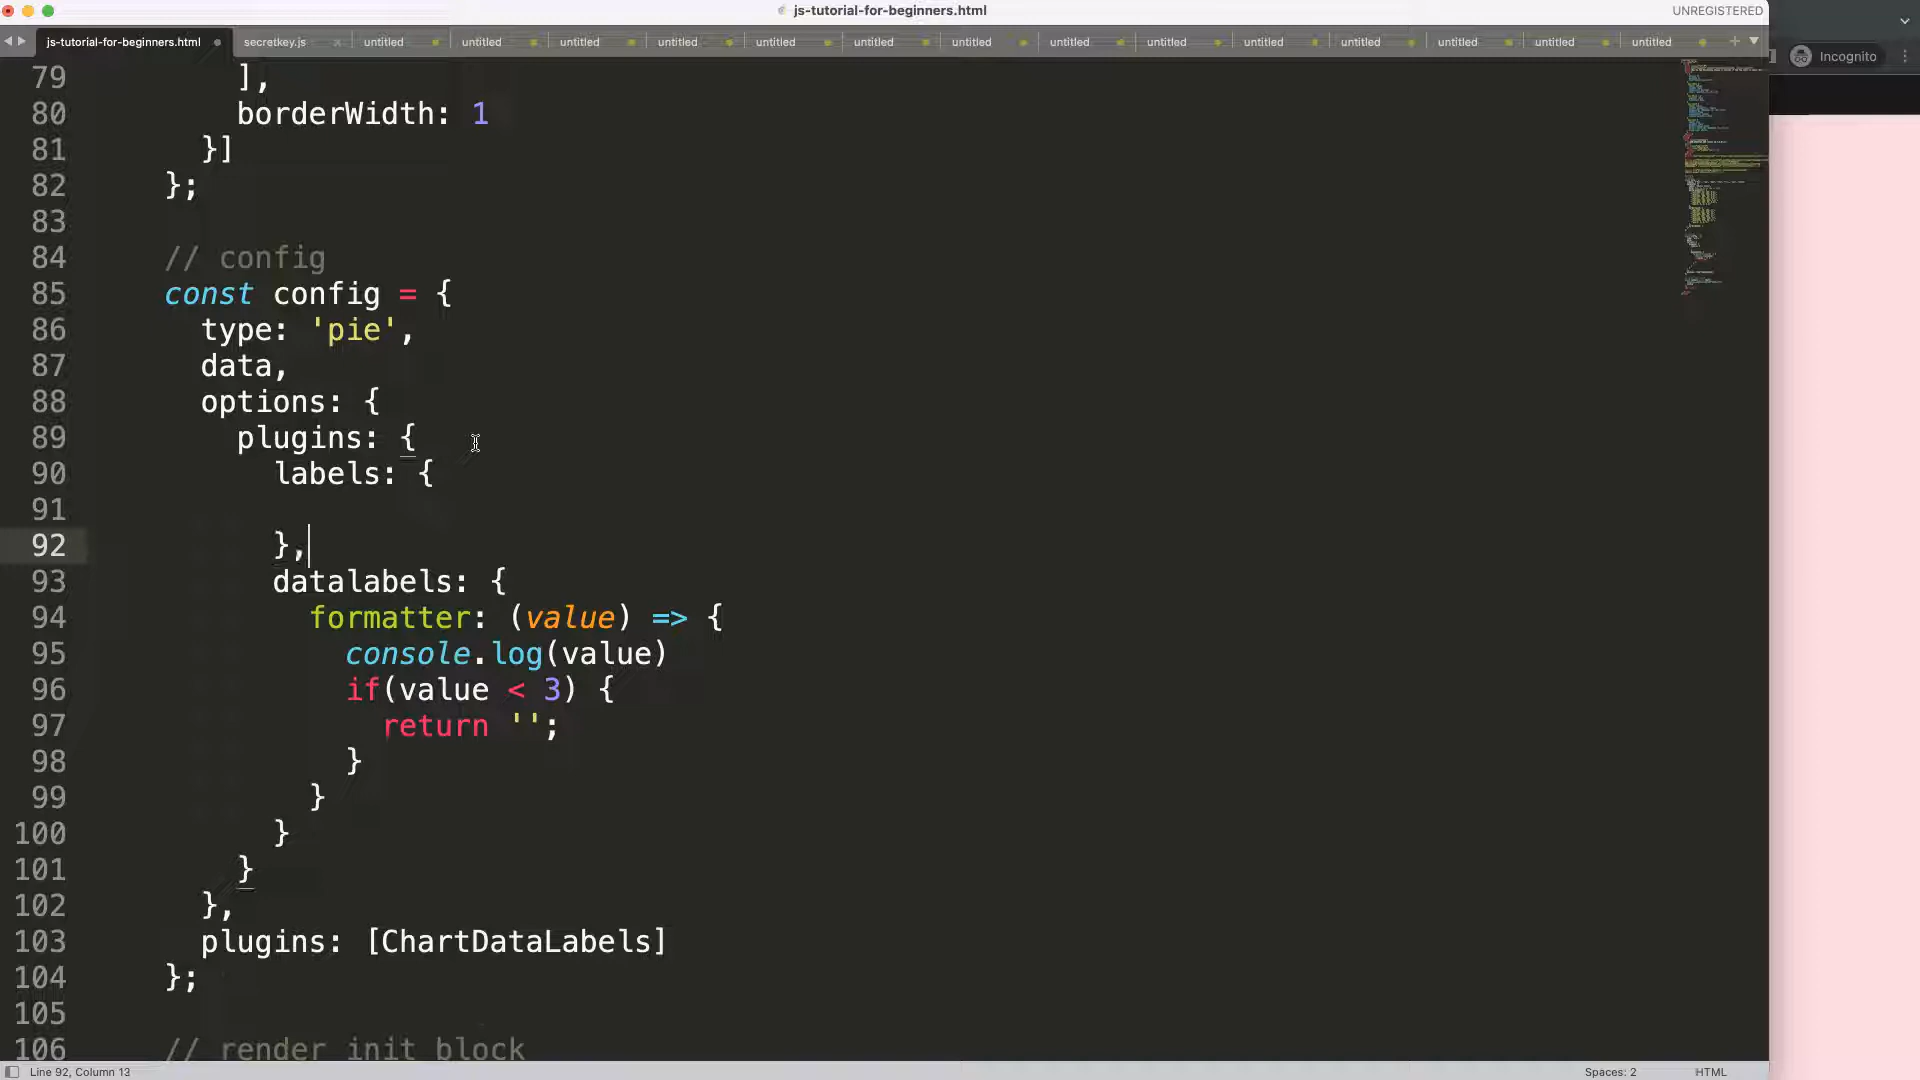 js-tutorial-for-beginners.html
UNREGISTERED
js-tutorial-for-beginners.html secretkey.js untitled untitled untitled untitled untitled untitled untitled untitled untitled untitled untitled untitled untitled untitled
Incognito
79 ],
80 borderWidth: 1
81 }]
82 };
83
84 // config
85 const config = {
86 type: 'pie',
87 data,
88 options: {
89 plugins: {
90 labels: {
91
92 },
93 datalabels: {
94 formatter: (value) => {
95 console.log(value)
96 if(value < 3) {
97 return '';
98 }
99 }
100 }
101 }
102 },
103 plugins: [ChartDataLabels]
104 };
105
106 // render init block
Line 92, Column 13
Spaces: 2
HTML